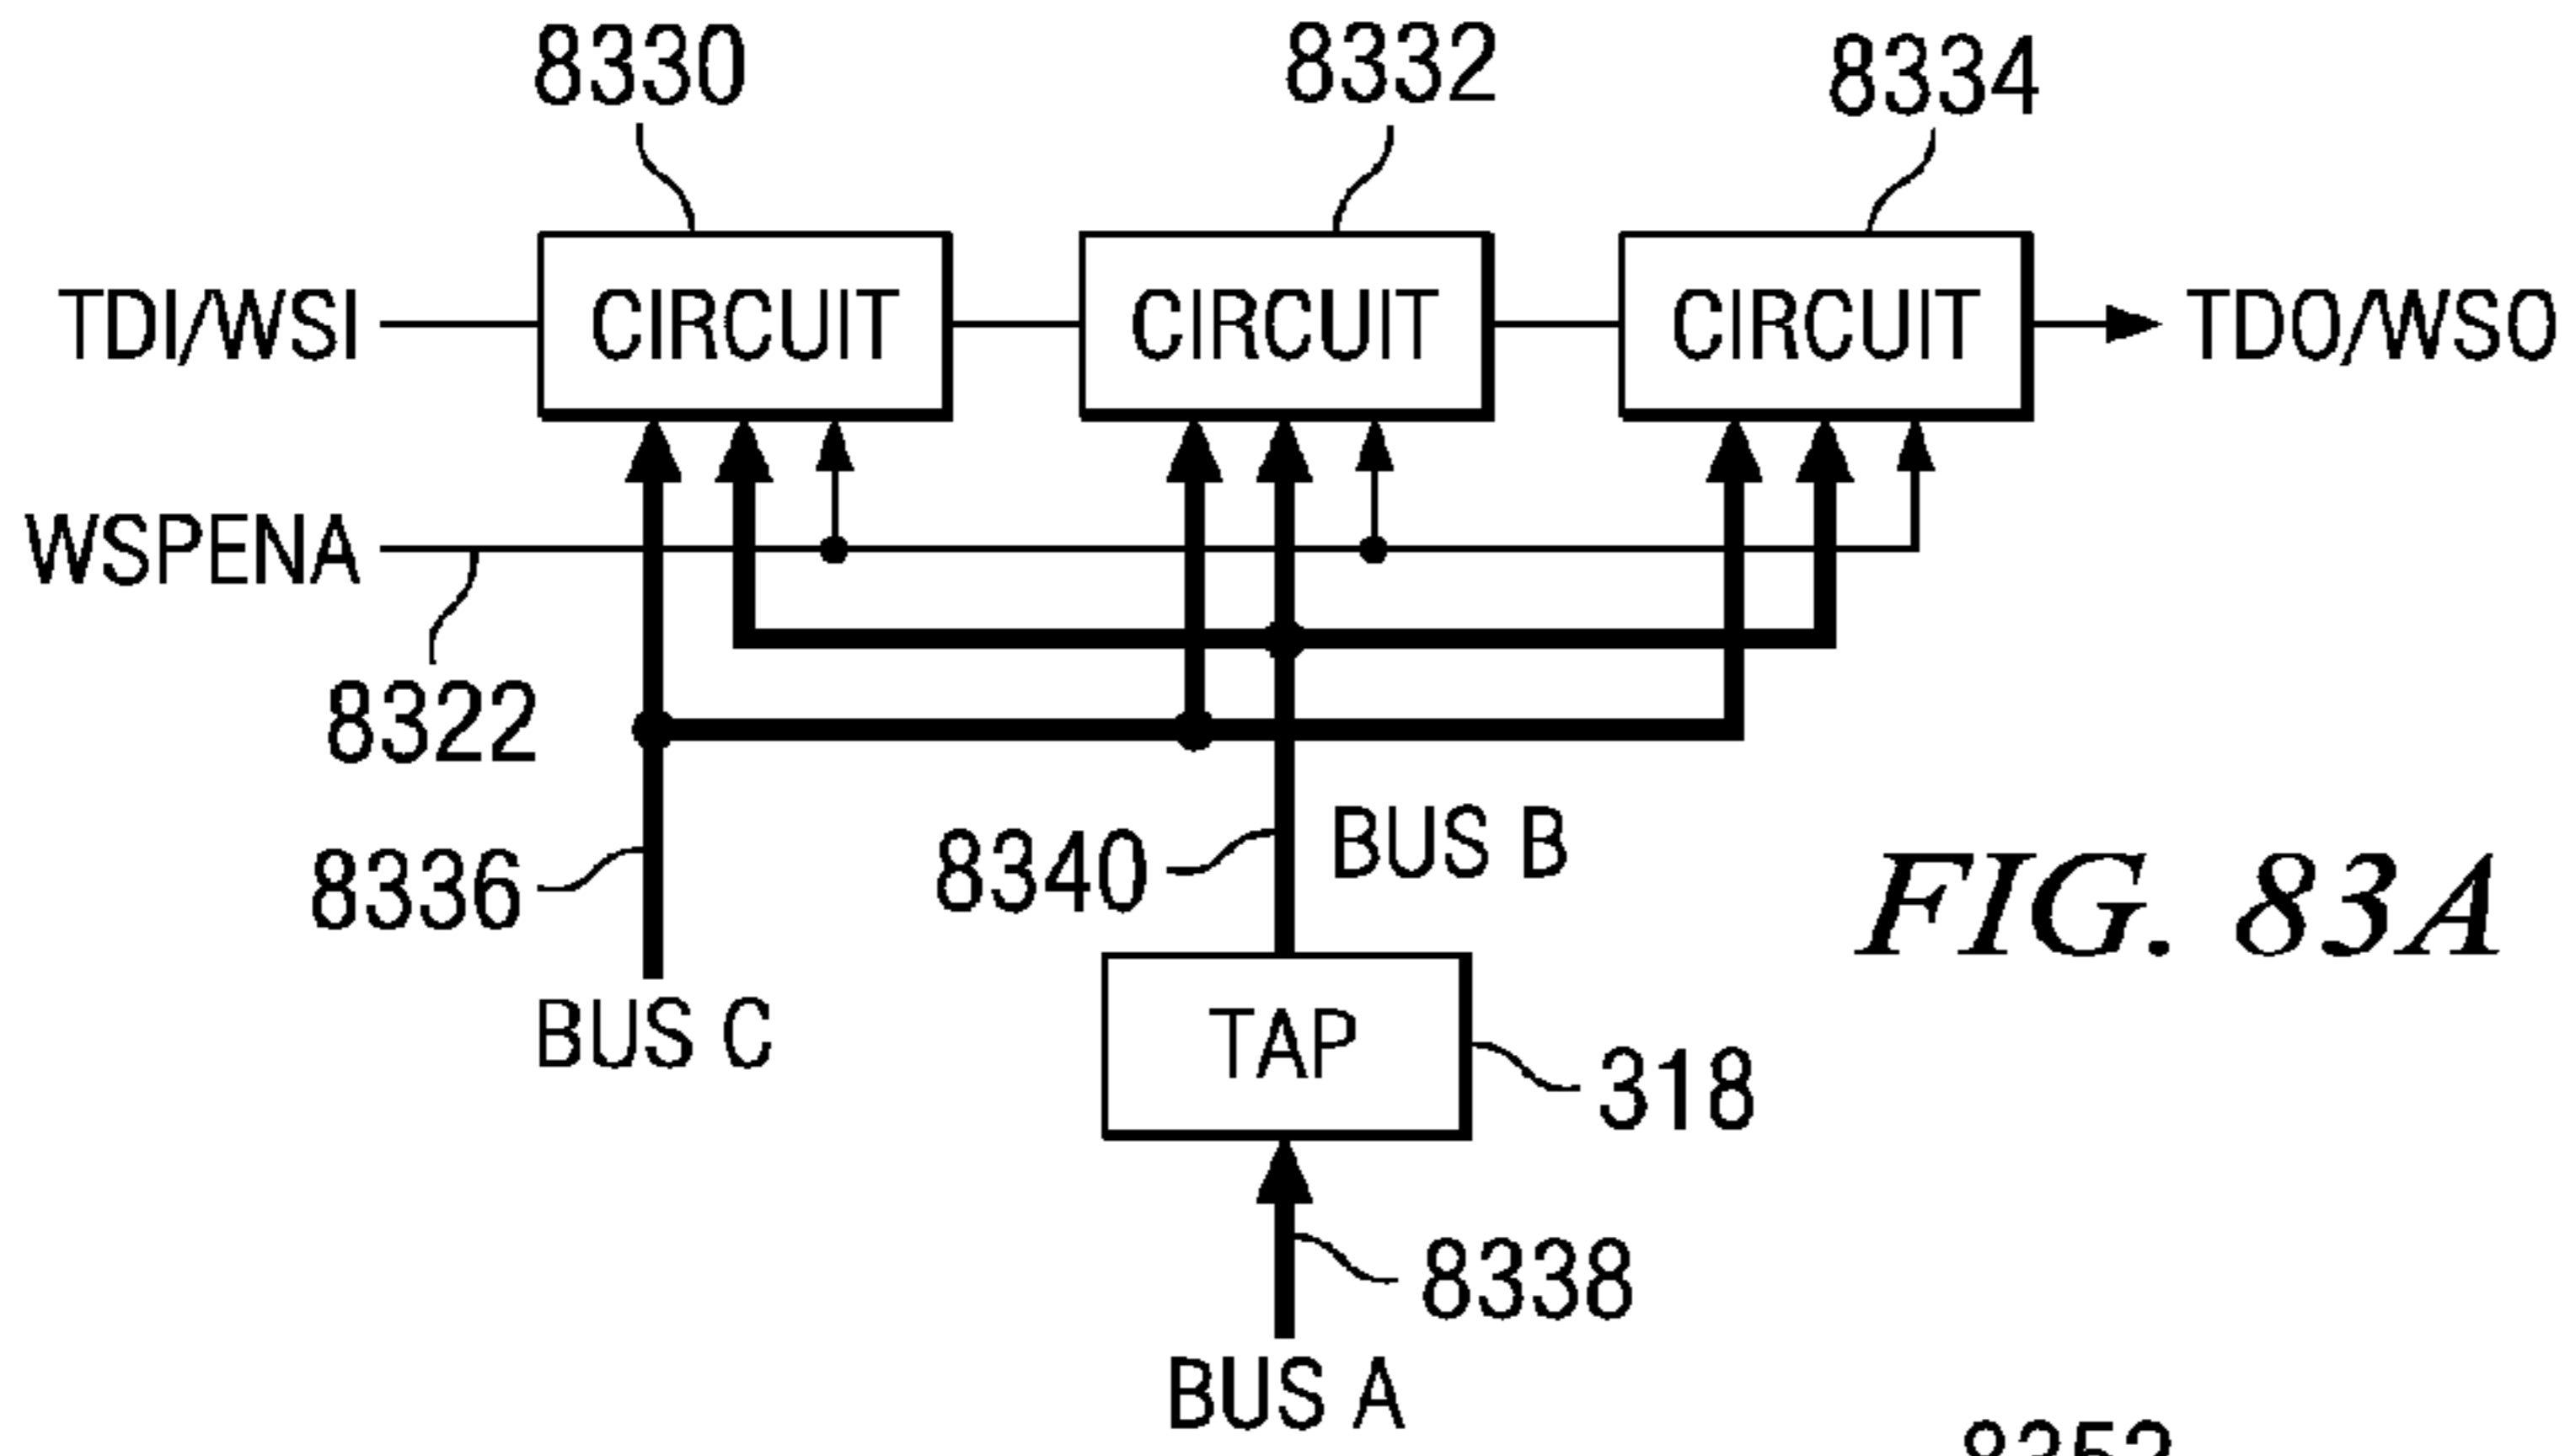 8330
8332
8334
TDI/WSI
CIRCUIT
CIRCUIT
CIRCUIT
TDO/WSO
WSPENA
8322
8336
8340
BUS B
FIG. 83A
BUS C
TAP
318
8338
BUS A
8352